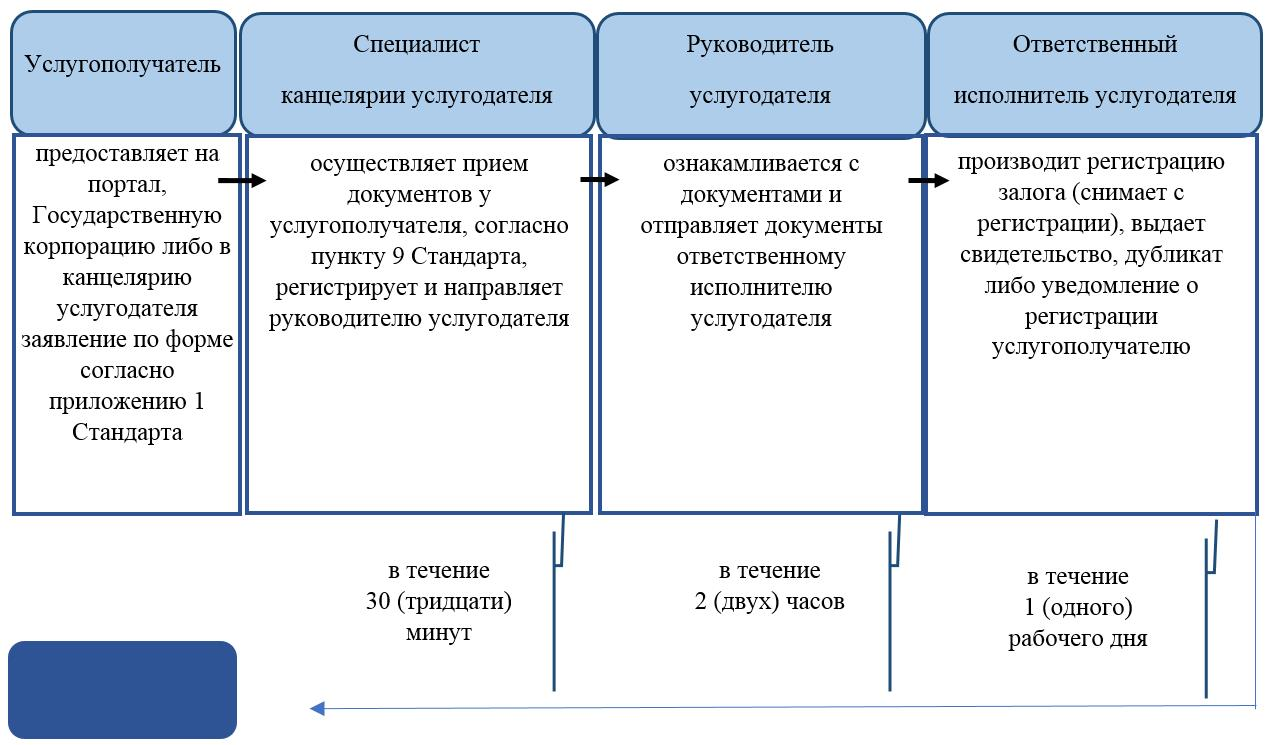 Услугополучатель
Специалист
канцелярии услугодателя
Руководитель
услугодателя
Ответственный
исполнитель услугодателя
предоставляет на
портал,
Государственную
корпорацию либо в
канцелярию
услугодателя
заявление по форме
согласно
приложению 1
Стандарта
осуществляет прием
документов у
услугополучателя, согласно
пункту 9 Стандарта,
регистрирует и направляет
руководителю услугодателя
ознакамливается с
документами и
отправляет документы
ответственному
исполнителю
услугодателя
производит регистрацию
залога (снимает с
регистрации), выдает
свидетельство, дубликат
либо уведомление о
регистрации
услугополучателю
в течение
30 (тридцати)
минут
в течение
2 (двух) часов
в течение
1 (одного)
рабочего дня